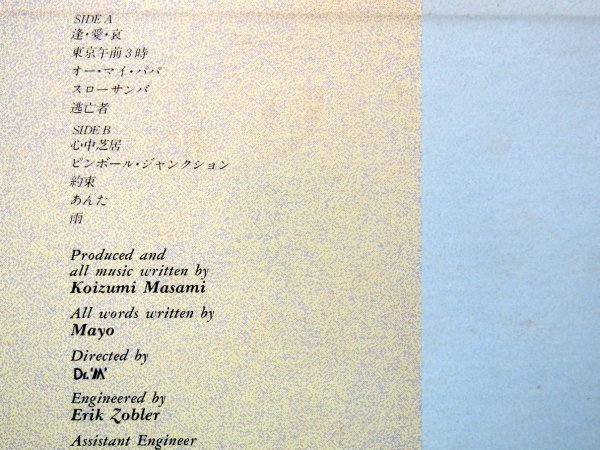 SIDE A
逢・愛・哀
東京午前3時
オー・マイ・パパ
スローサンバ
逃亡者
SIDE B
心中芝居
ピンボール・ジャンクション
約束
あんた
雨
Produced and
all music written by
Koizumi Masami
All words written by
Mayo
Directed by
Dr. "M"
Engineered by
Erik Zobler
Assistant Engineer